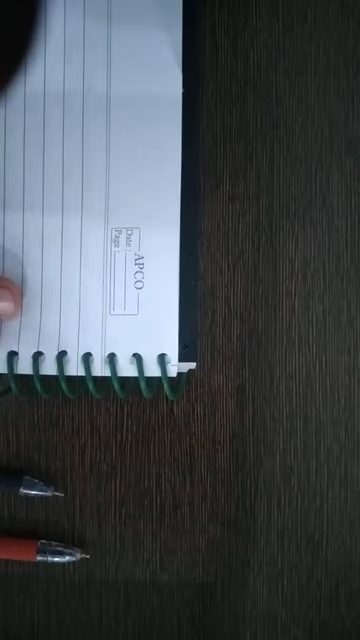 APCO
Date :
Page :